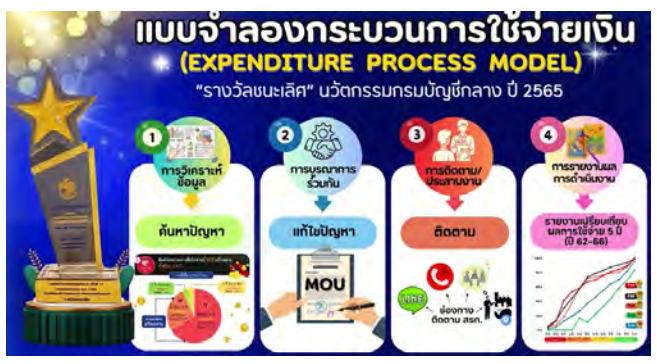 แบบจำลองกระบวนการใช้จ่ายเงิน
(EXPENDITURE PROCESS MODEL)
"รางวัลชนะเลิศ" นวัตกรรมกรมบัญชีกลาง ปี 2565
1
การวิเคราะห์
ข้อมูล
ค้นหาปัญหา
2
การบูรณาการ
ร่วมกัน
แก้ไขปัญหา
MOU
3
การติดตาม/
ประสานงาน
ติดตาม
LINE
ช่องทาง
ติดตาม สรก.
4
การรายงานผล
การดำเนินงาน
รายงานเปรียบเทียบ
ผลการใช้จ่าย 5 ปี
(ปี 62-66)